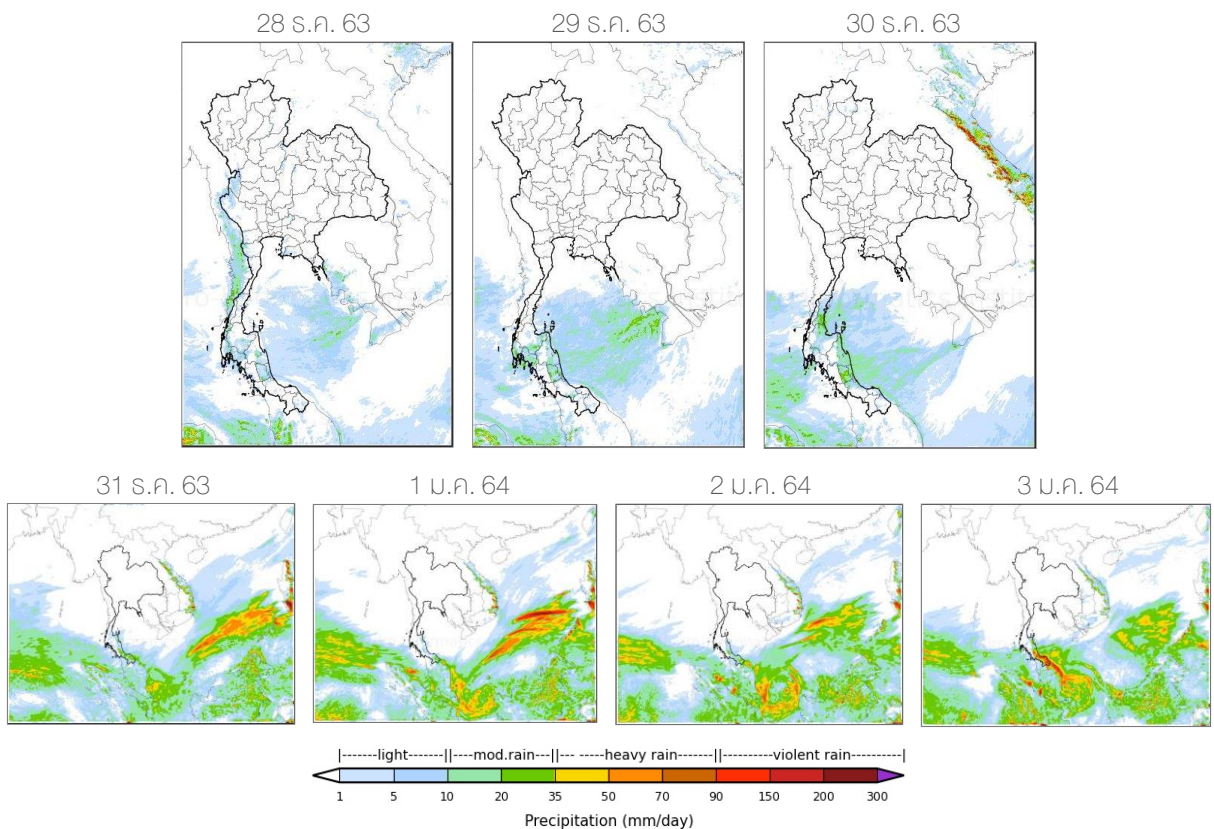 28 ธ.ค. 63
29 ธ.ค. 63
30 ธ.ค. 63
31 ธ.ค. 63
1 ม.ค. 64
2 ม.ค. 64
3 ม.ค. 64
|-------light-------||----mod.rain---||--- -----heavy rain--------||--------violent rain----------|
1 5 10 20 35 50 70 90 150 200 300
Precipitation (mm/day)